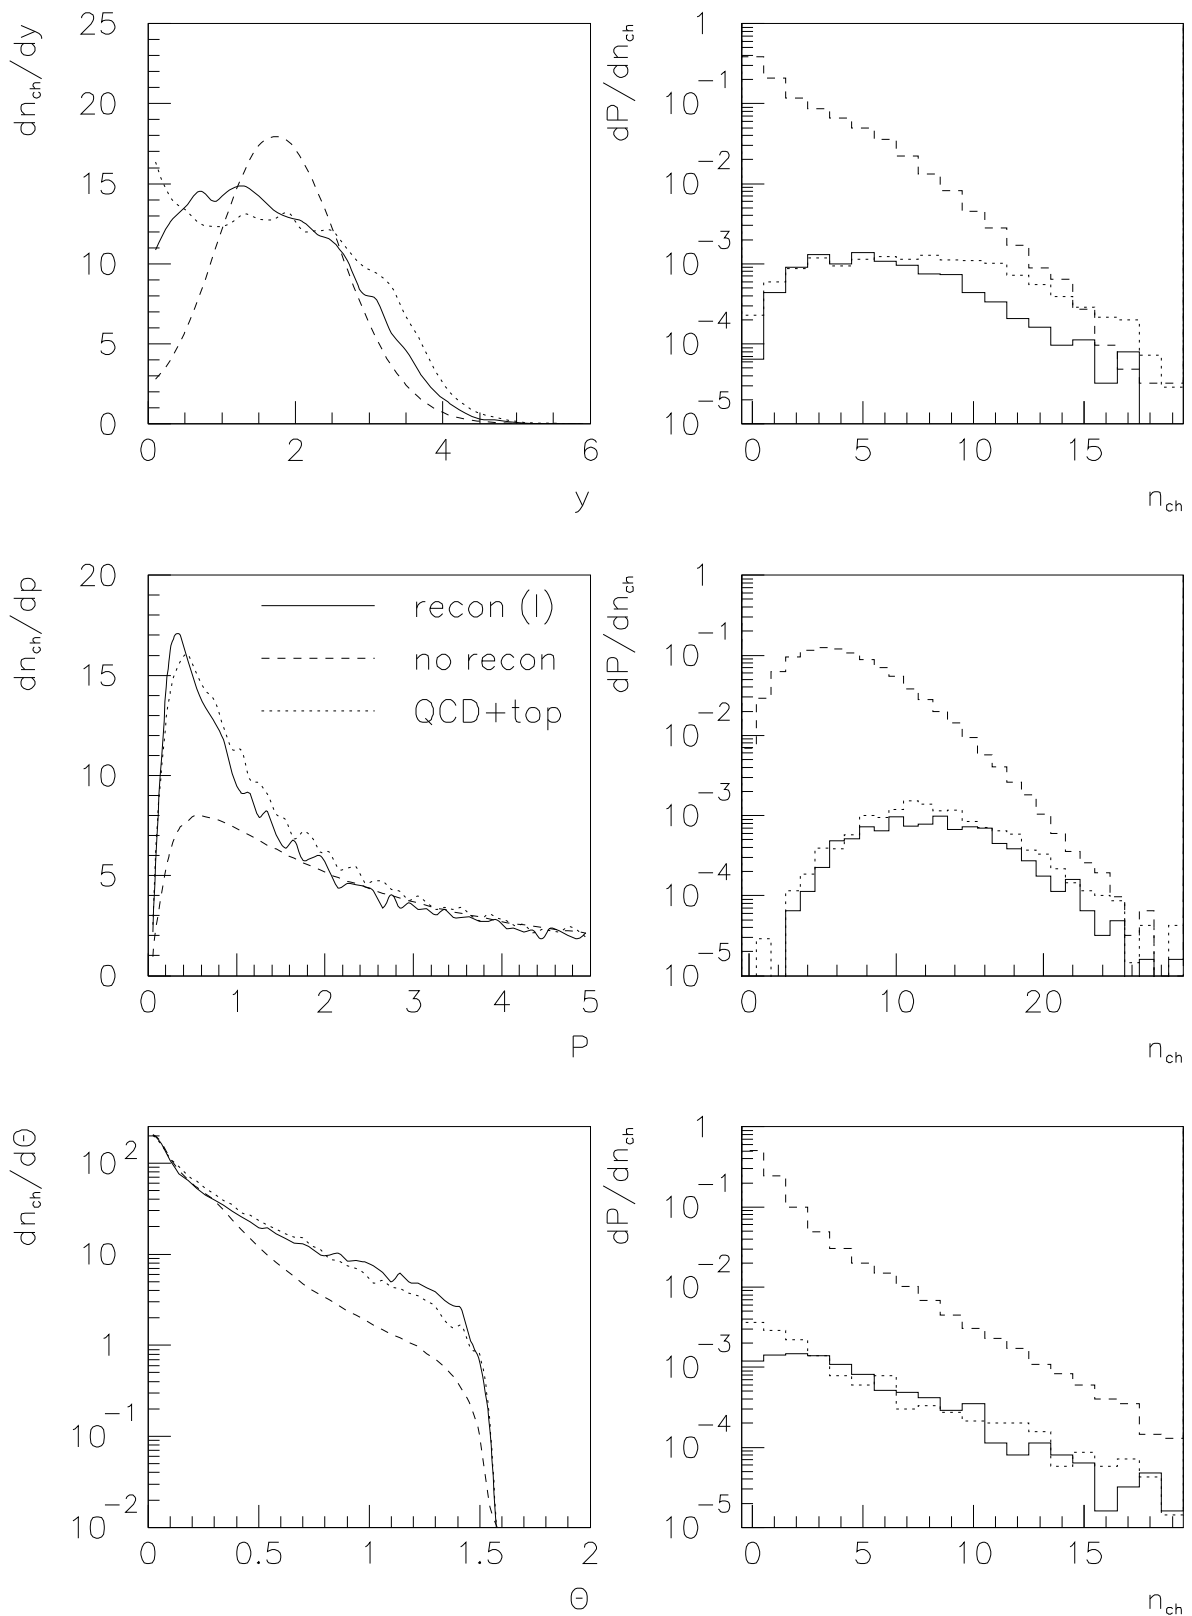 dn_ch/dy
25
20
15
10
5
0
0 2 4 6
y
dP/dn_ch
1
10^-1
10^-2
10^-3
10^-4
10^-5
0 5 10 15
n_ch
dn_ch/dp
20
15
10
5
0
0 1 2 3 4 5
P
recon (I)
no recon
QCD+top
dP/dn_ch
1
10^-1
10^-2
10^-3
10^-4
10^-5
0 10 20
n_ch
dn_ch/dΘ
10^2
10
1
10^-1
10^-2
0 0.5 1 1.5 2
Θ
dP/dn_ch
1
10^-1
10^-2
10^-3
10^-4
10^-5
0 5 10 15
n_ch